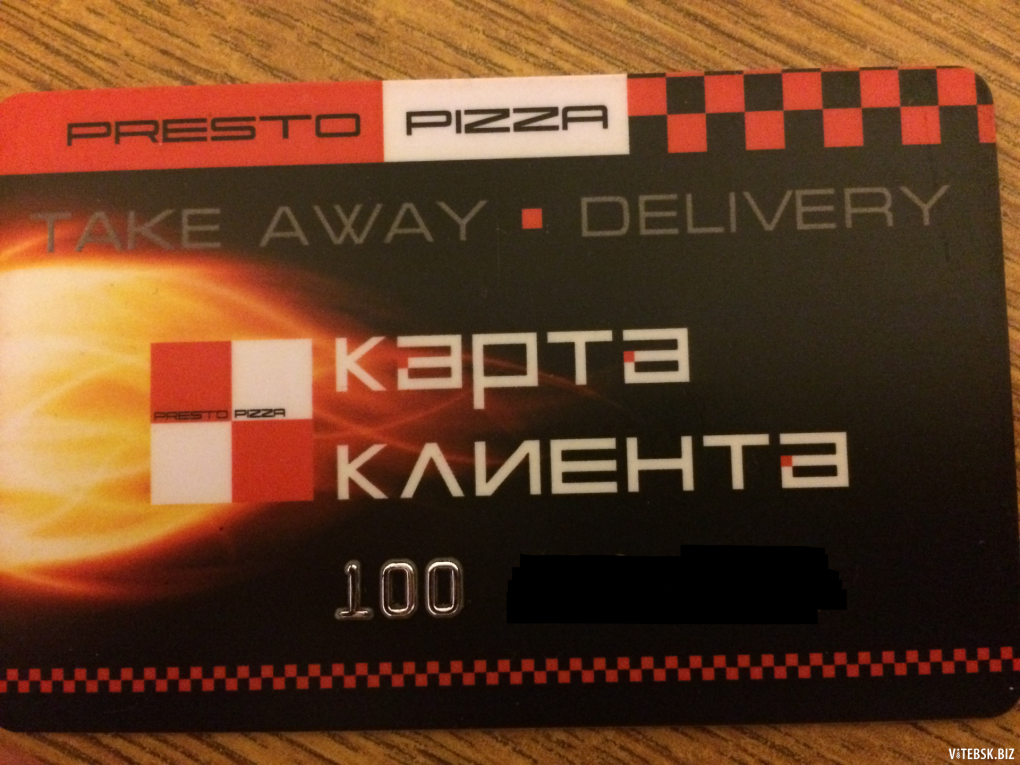 PRESTO PIZZA
TAKE AWAY ▪ DELIVERY
PRESTO PIZZA
карта
клиента
100
VITEBSK.BIZ